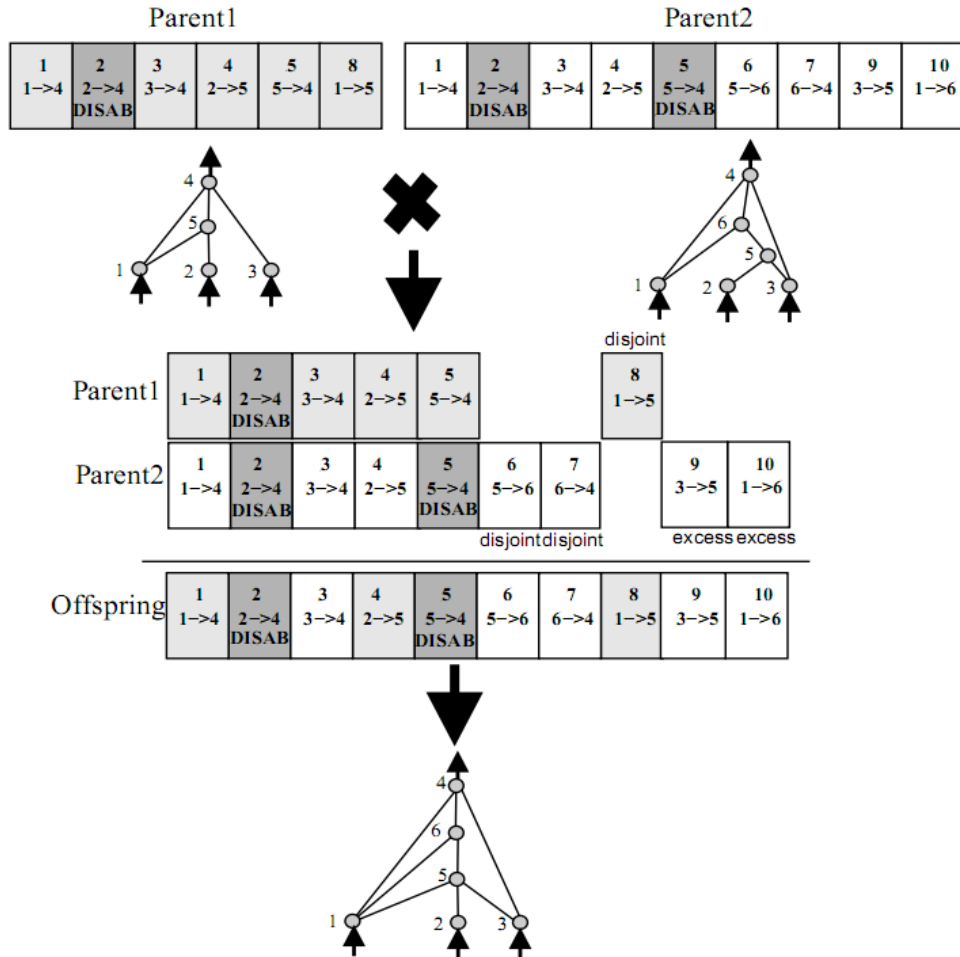 Parent1 Parent2
1 2 3 4 5 8 1 2 3 4 5 6 7 9 10
1->4 2->4 3->4 2->5 5->4 1->5 1->4 2->4 3->4 2->5 5->4 5->6 6->4 3->5 1->6
DISAB DISAB DISAB
4 4
5 6
5
1 2 3 1 2 3
disjoint
Parent1 1 2 3 4 5 8
1->4 2->4 3->4 2->5 5->4 1->5
DISAB
Parent2 1 2 3 4 5 6 7 9 10
1->4 2->4 3->4 2->5 5->4 5->6 6->4 3->5 1->6
DISAB DISAB
disjoint disjoint excess excess
Offspring 1 2 3 4 5 6 7 8 9 10
1->4 2->4 3->4 2->5 5->4 5->6 6->4 1->5 3->5 1->6
DISAB DISAB
4
6
5
1 2 3